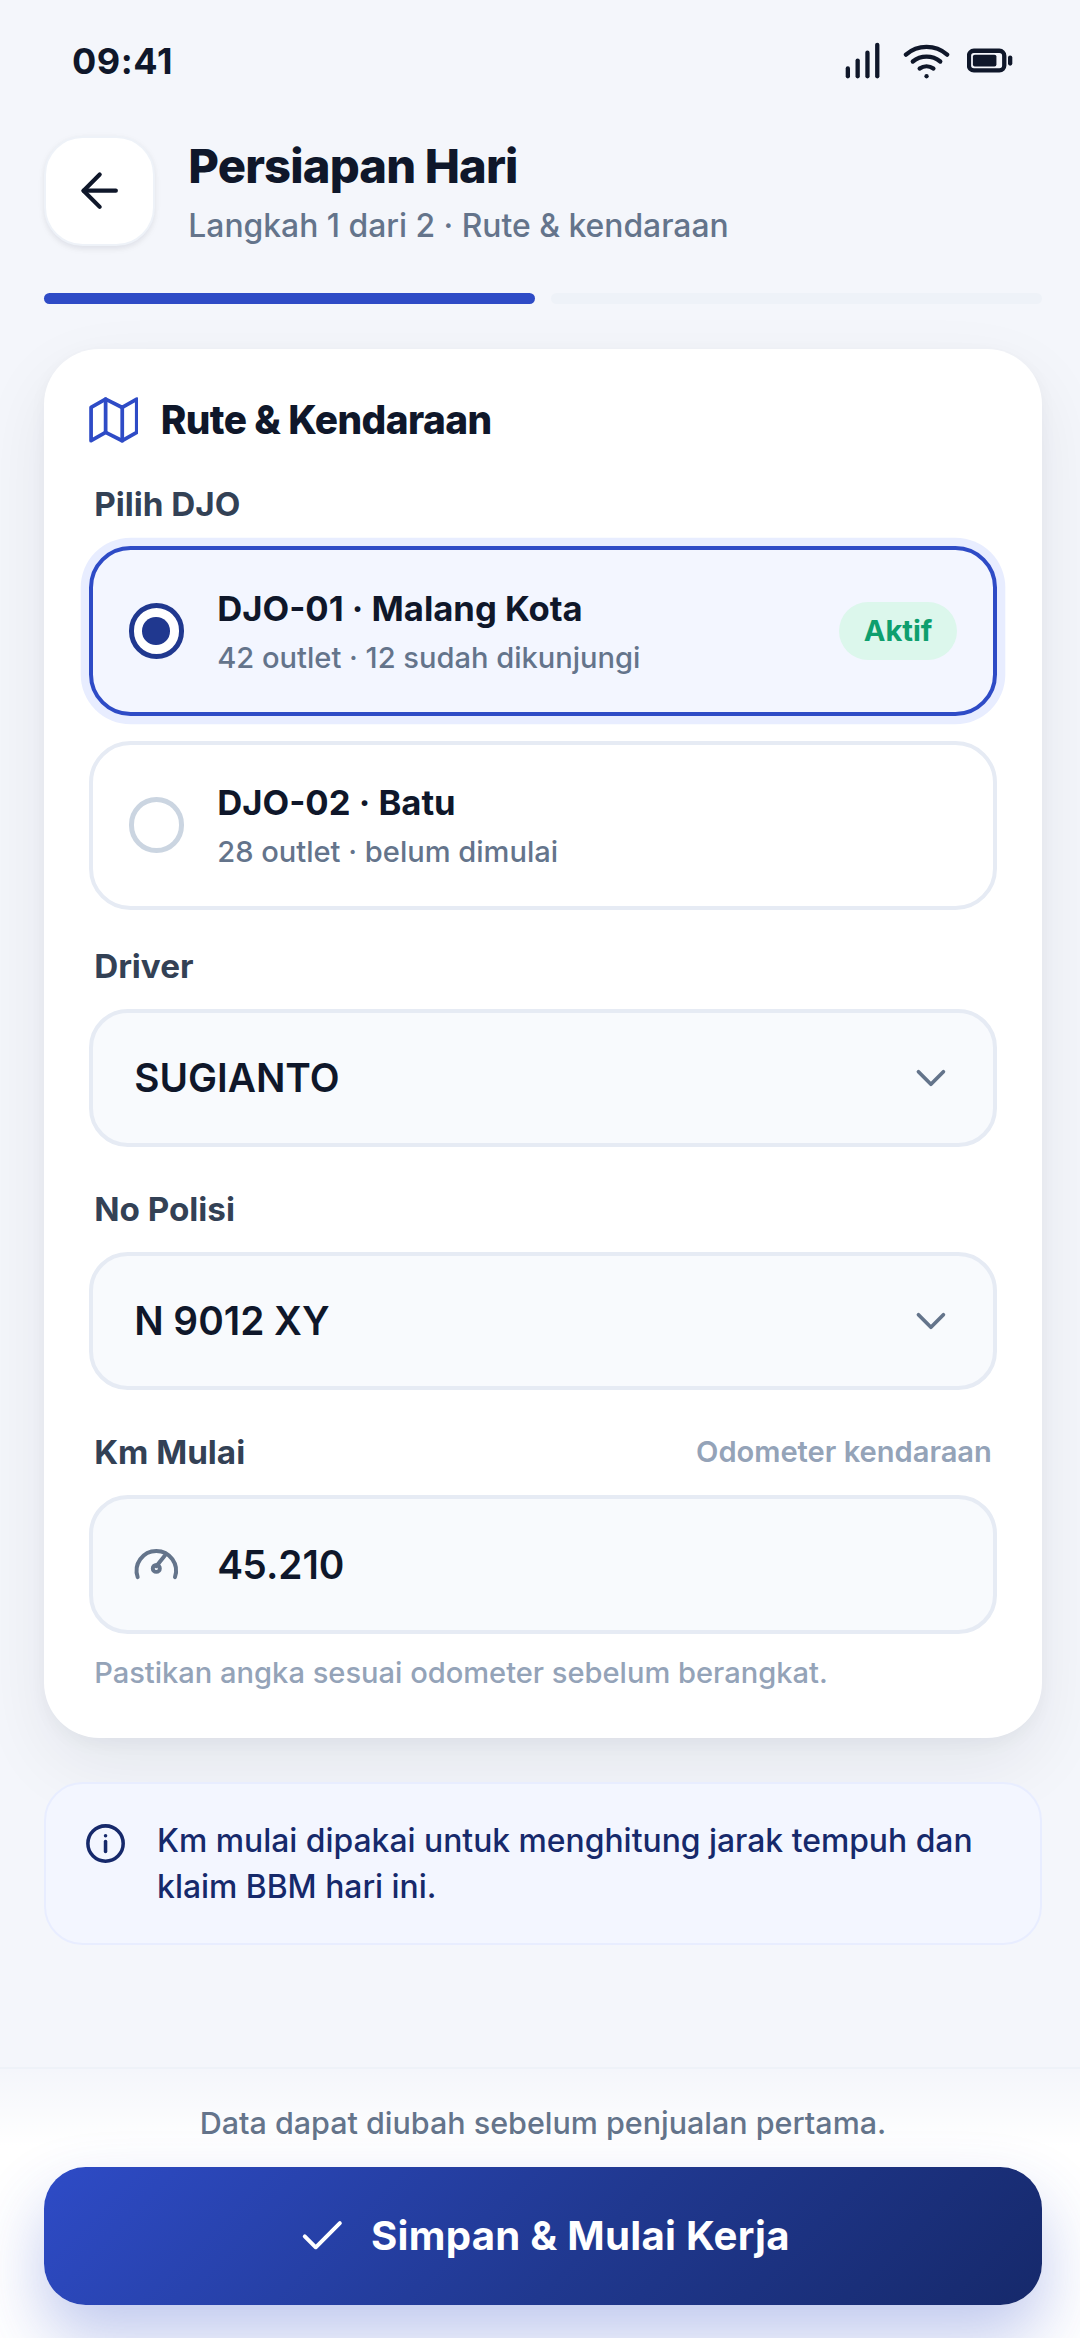 09:41
Persiapan Hari
Langkah 1 dari 2 · Rute & kendaraan
Rute & Kendaraan
Pilih DJO
DJO-01 · Malang Kota
42 outlet · 12 sudah dikunjungi
Aktif
DJO-02 · Batu
28 outlet · belum dimulai
Driver
SUGIANTO
No Polisi
N 9012 XY
Km Mulai
Odometer kendaraan
45.210
Pastikan angka sesuai odometer sebelum berangkat.
Km mulai dipakai untuk menghitung jarak tempuh dan
klaim BBM hari ini.
Data dapat diubah sebelum penjualan pertama.
Simpan & Mulai Kerja